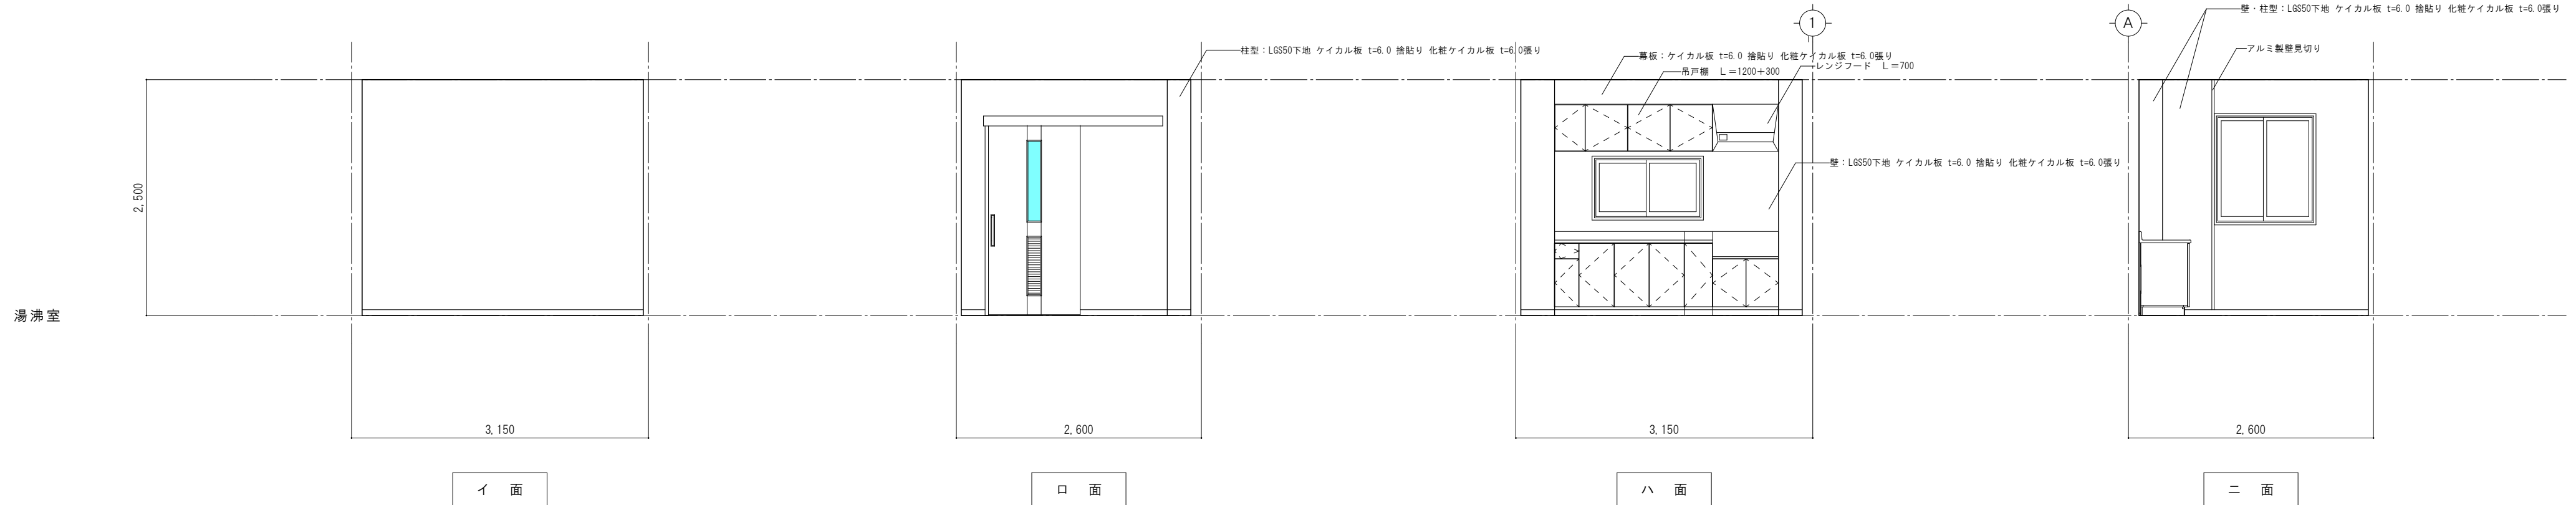 1
A
壁・柱型：LGS50下地 ケイカル板 t=6.0 捨貼り 化粧ケイカル板 t=6.0張り
柱型：LGS50下地 ケイカル板 t=6.0 捨貼り 化粧ケイカル板 t=6.0張り
アルミ製壁見切り
幕板：ケイカル板 t=6.0 捨貼り 化粧ケイカル板 t=6.0張り
レンジフード　L＝700
吊戸棚　L＝1200＋300
壁：LGS50下地 ケイカル板 t=6.0 捨貼り 化粧ケイカル板 t=6.0張り
2,500
湯沸室
3,150
2,600
3,150
2,600
イ　面
ロ　面
ハ　面
ニ　面